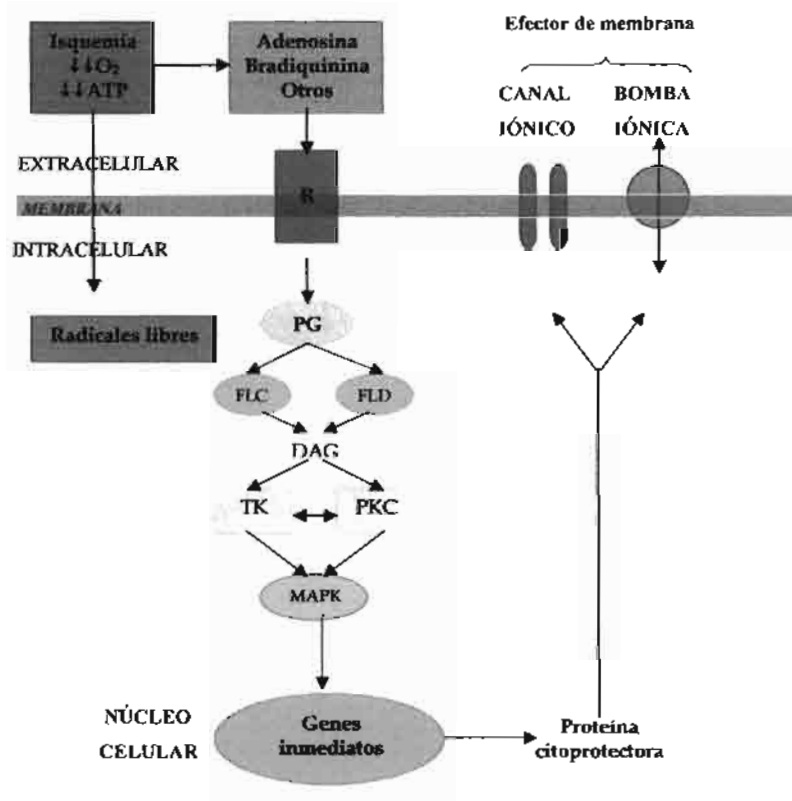 Isquemía
↓↓O2
↓↓ATP
Adenosina
Bradiquinina
Otros
Efector de membrana
CANAL
IÓNICO
BOMBA
IÓNICA
EXTRACELULAR
R
MEMBRANA
INTRACELULAR
Radicales libres
PG
FLC
FLD
DAG
TK
PKC
MAPK
NÚCLEO
CELULAR
Genes
inmediatos
Proteína
citoprotectora